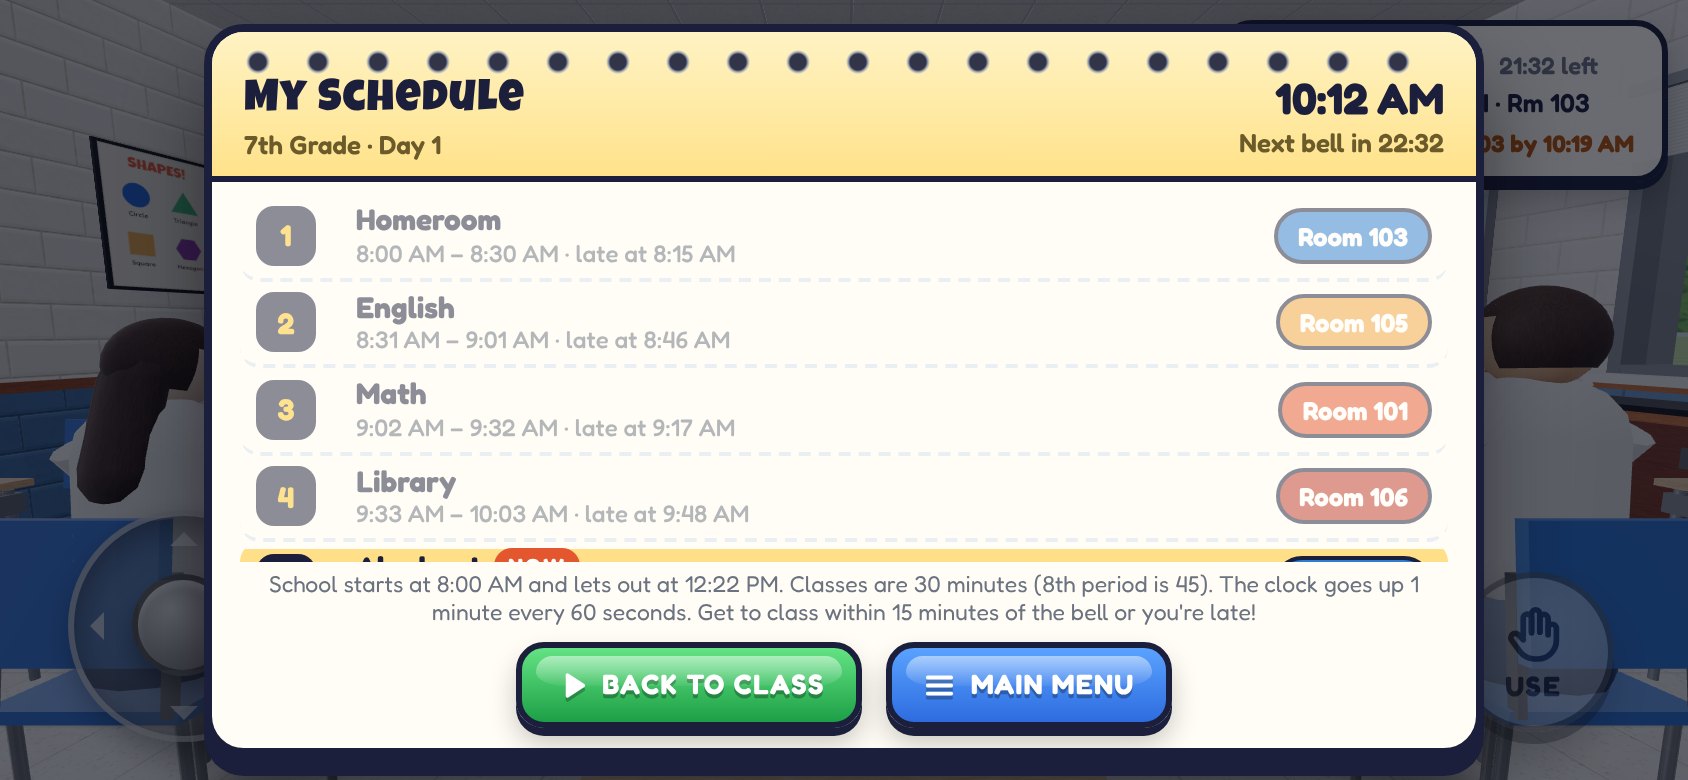 My Schedule
7th Grade · Day 1
10:12 AM
Next bell in 22:32
21:32 left
· Rm 103
by 10:19 AM
SHAPES!
Circle
Triangle
Square
Hexagon
1
Homeroom
8:00 AM – 8:30 AM · late at 8:15 AM
Room 103
2
English
8:31 AM – 9:01 AM · late at 8:46 AM
Room 105
3
Math
9:02 AM – 9:32 AM · late at 9:17 AM
Room 101
4
Library
9:33 AM – 10:03 AM · late at 9:48 AM
Room 106
NOW
School starts at 8:00 AM and lets out at 12:22 PM. Classes are 30 minutes (8th period is 45). The clock goes up 1
minute every 60 seconds. Get to class within 15 minutes of the bell or you're late!
BACK TO CLASS
MAIN MENU
USE